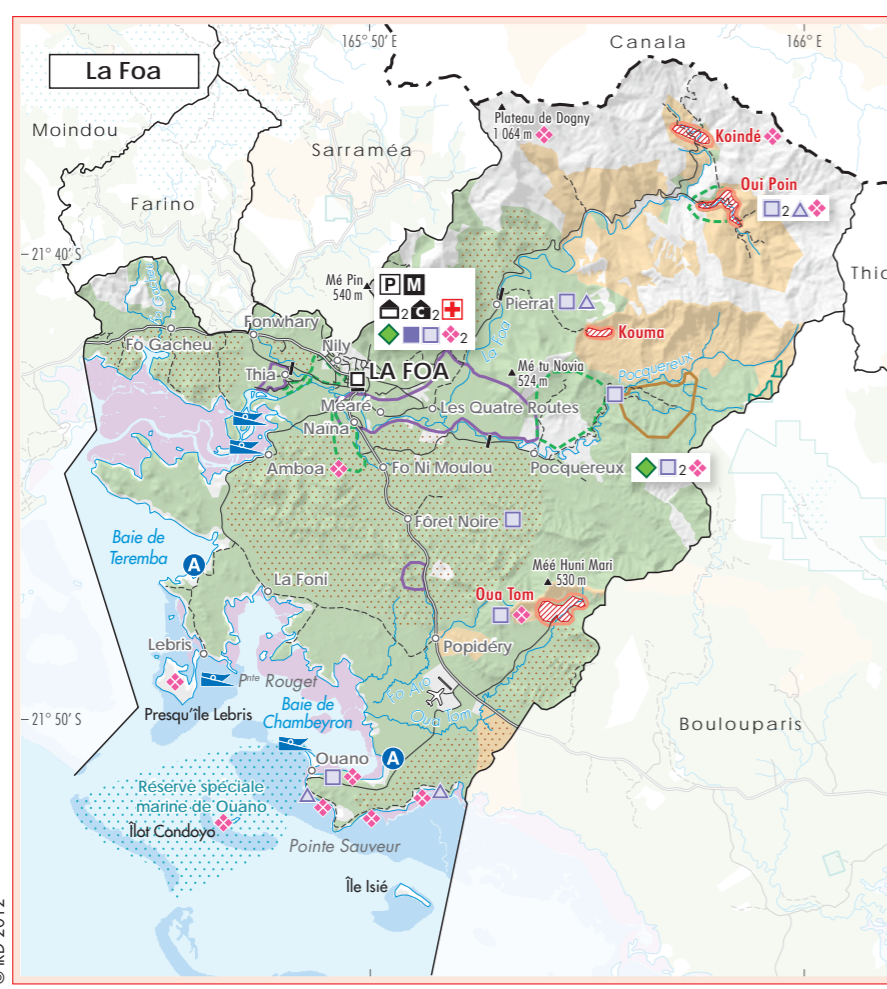 165° 50' E
Canala
166° E
La Foa
Plateau de Dogny
1 064 m
Koindé
Moindou
Sarraméa
Oui Poin
2
Farino
21° 40' S
Thio
Mé Pin
540 m
P M
2 C 2
2
Pierrat
La Foa
Fonwhary
Kouma
Fo Gacheu
Nily
Mé tu Novia
524 m
Pocquereux
Thia
LA FOA
Méaré
Les Quatre Routes
Naïna
Amboa
Fo Ni Moulou
Pocquereux
2
Fôret Noire
Baie de
Teremba
A
Méé Huni Mari
530 m
La Foni
Oua Tom
Lebris
Popidéry
Pnte Rouget
Fo Aro
Presqu'île Lebris
Baie de
Chambeyron
Oua Tom
21° 50' S
Boulouparis
Ouano
A
Réserve spéciale
marine de Ouano
Îlot Condoyo
Pointe Sauveur
Île Isié
© IRD 2012